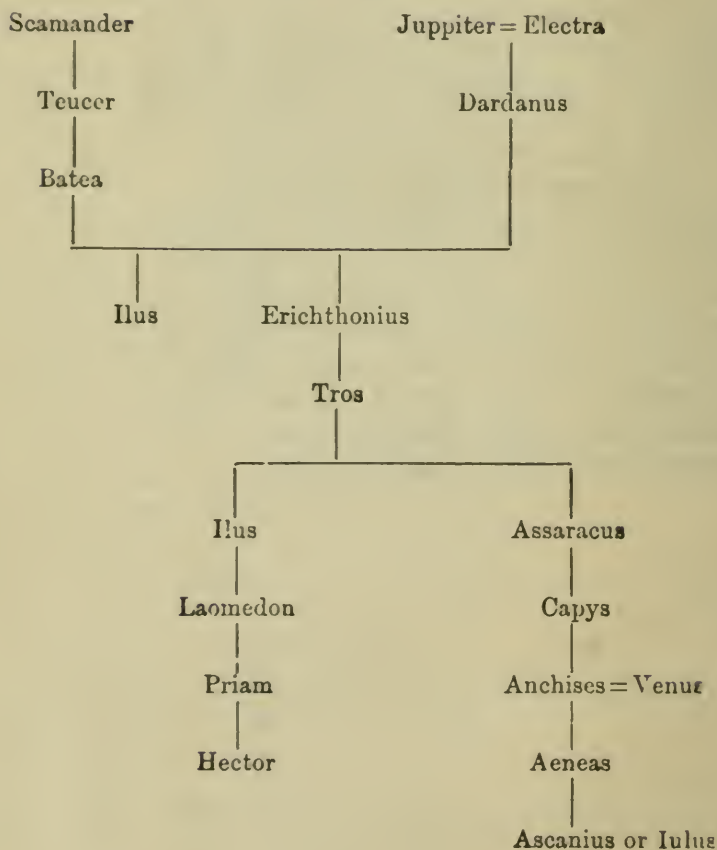 Scamander Juppiter = Electra
Teucer Dardanus
Batea
Ilus Erichthonius
Tros
Ilus Assaracus
Laomedon Capys
Priam Anchises = Venus
Hector Aeneas
Ascanius or Iulus